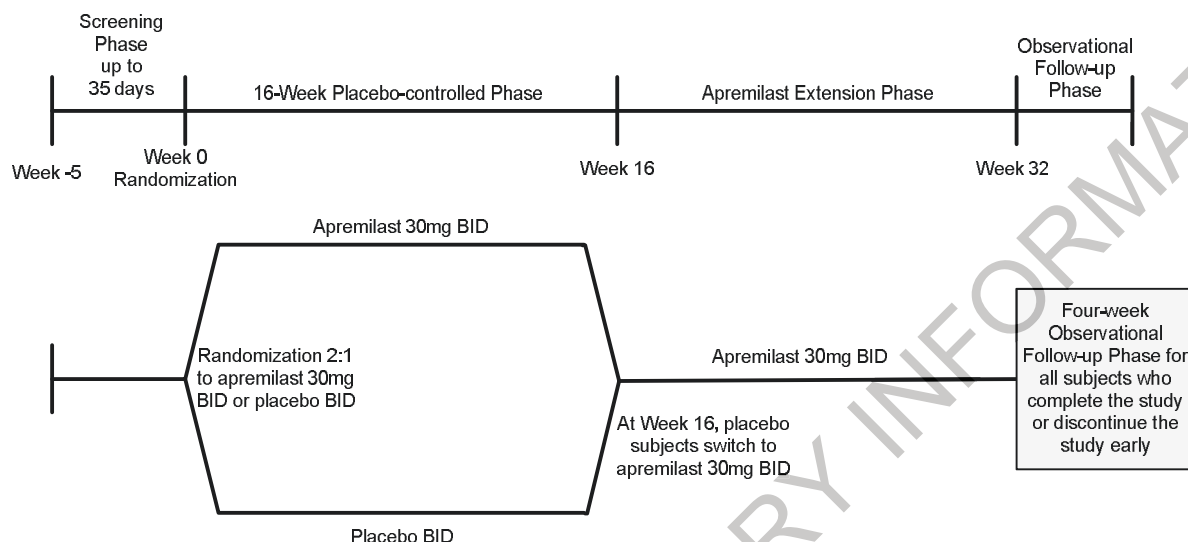 Screening
Phase
up to
35 days
16-Week Placebo-controlled Phase
Apremilast Extension Phase
Observational
Follow-up
Phase
Week -5
Week 0
Randomization
Week 16
Week 32
Apremilast 30mg BID
Randomization 2:1
to apremilast 30mg
BID or placebo BID
Placebo BID
At Week 16, placebo
subjects switch to
apremilast 30mg BID
Apremilast 30mg BID
Four-week
Observational
Follow-up Phase for
all subjects who
complete the study
or discontinue the
study early